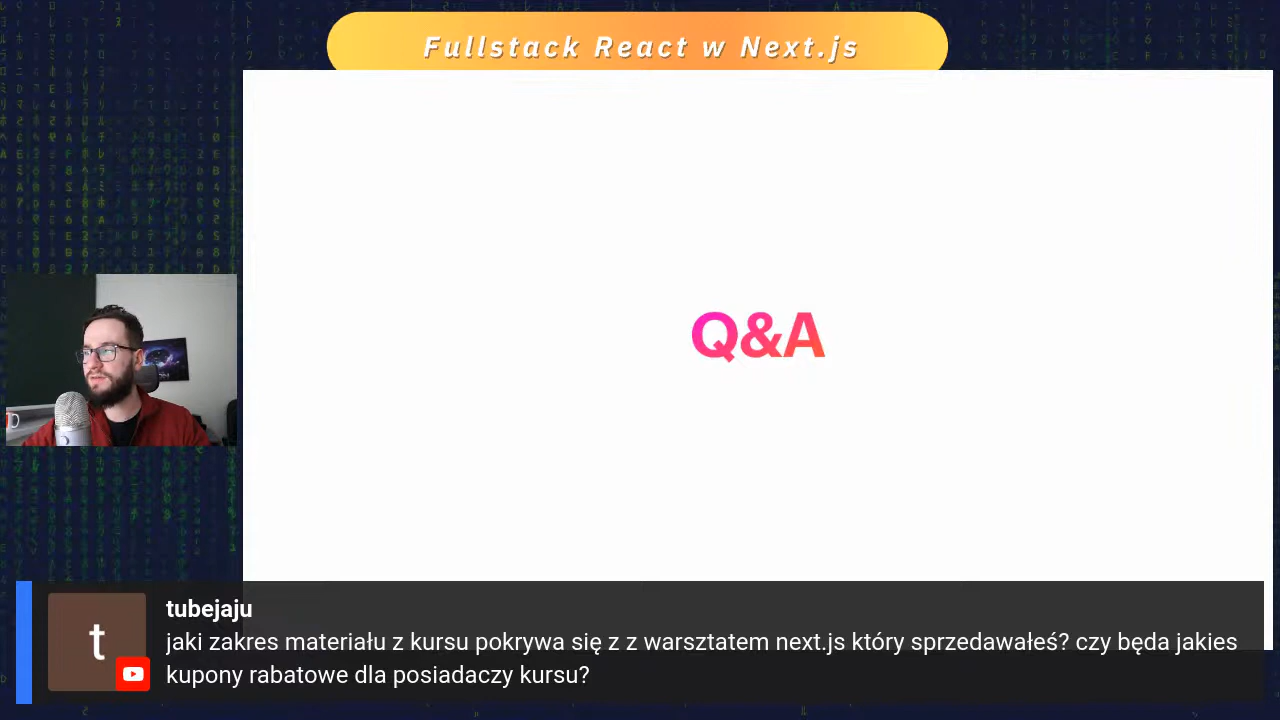 Fullstack React w Next.js
Q&A
t
tubejaju
jaki zakres materiału z kursu pokrywa się z z warsztatem next.js który sprzedawałeś? czy będa jakies
kupony rabatowe dla posiadaczy kursu?